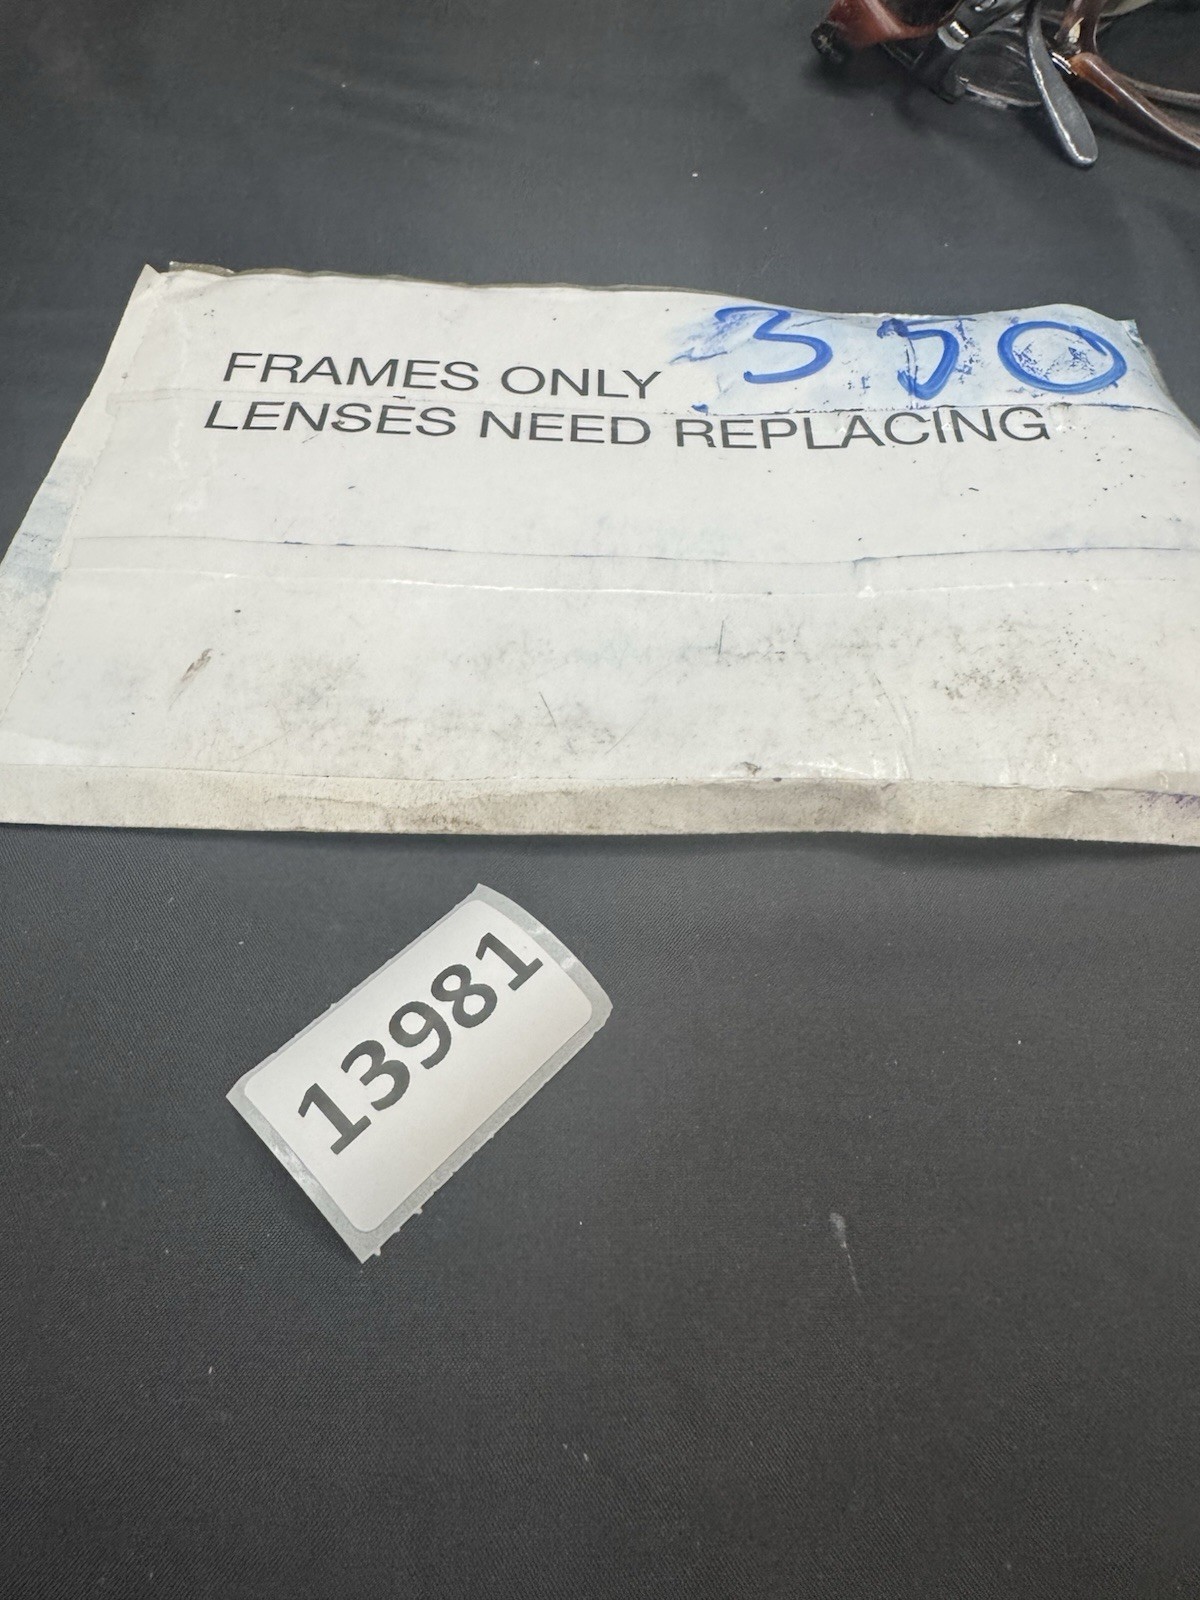 350
FRAMES ONLY
LENSES NEED REPLACING
13981